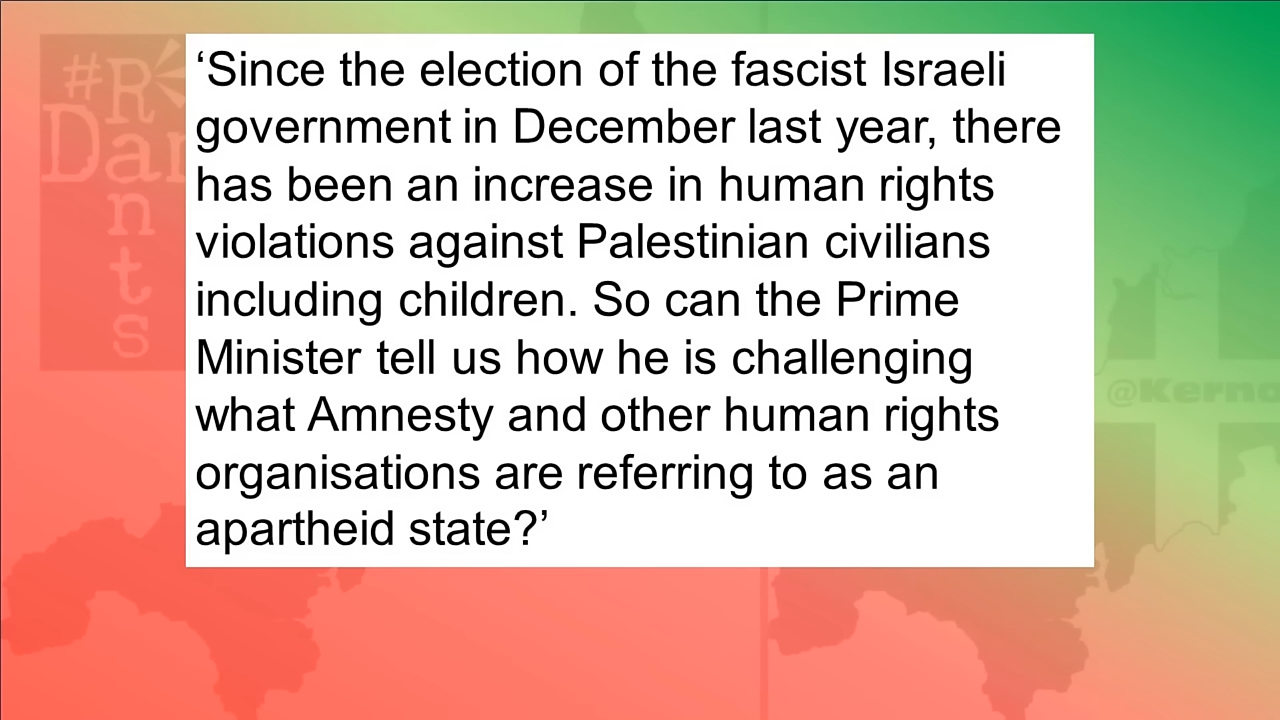 #R
Dan
n
t
s
‘Since the election of the fascist Israeli
government in December last year, there
has been an increase in human rights
violations against Palestinian civilians
including children. So can the Prime
Minister tell us how he is challenging
what Amnesty and other human rights
organisations are referring to as an
apartheid state?’
@Kerno